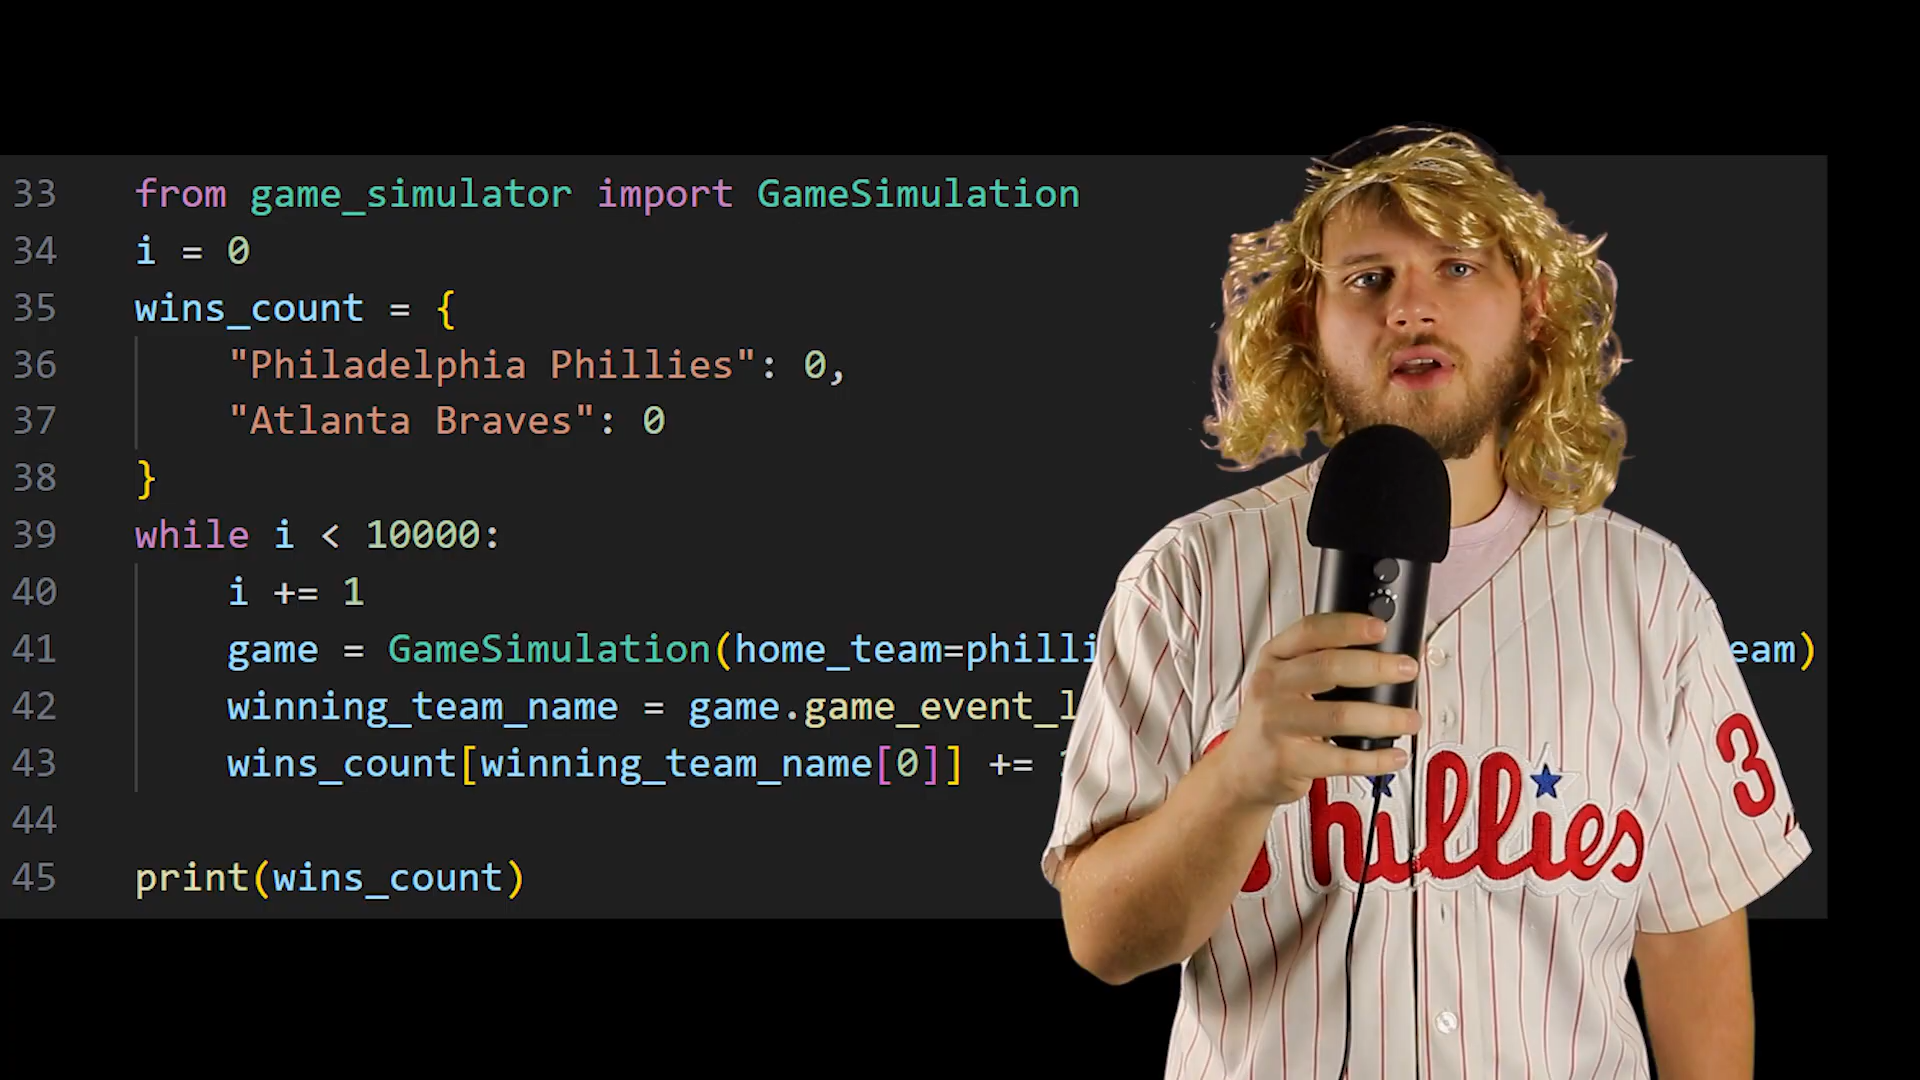 33 from game_simulator import GameSimulation
34 i = 0
35 wins_count = {
36 "Philadelphia Phillies": 0,
37 "Atlanta Braves": 0
38 }
39 while i < 10000:
40 i += 1
41 game = GameSimulation(home_team=philli eam)
42 winning_team_name = game.game_event_l
43 wins_count[winning_team_name[0]] +=
44
45 print(wins_count)
Phillies
3